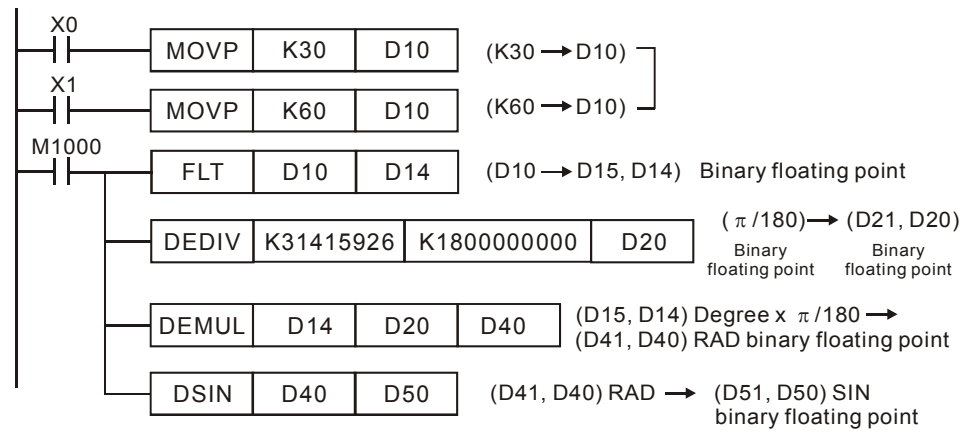 X0
MOVP K30 D10 (K30 → D10)
X1
MOVP K60 D10 (K60 → D10)
M1000
FLT D10 D14 (D10 → D15, D14) Binary floating point
DEDIV K31415926 K1800000000 D20 (π/180) → (D21, D20)
Binary floating point Binary floating point
DEMUL D14 D20 D40 (D15, D14) Degree x π/180 →
(D41, D40) RAD binary floating point
DSIN D40 D50 (D41, D40) RAD → (D51, D50) SIN
binary floating point